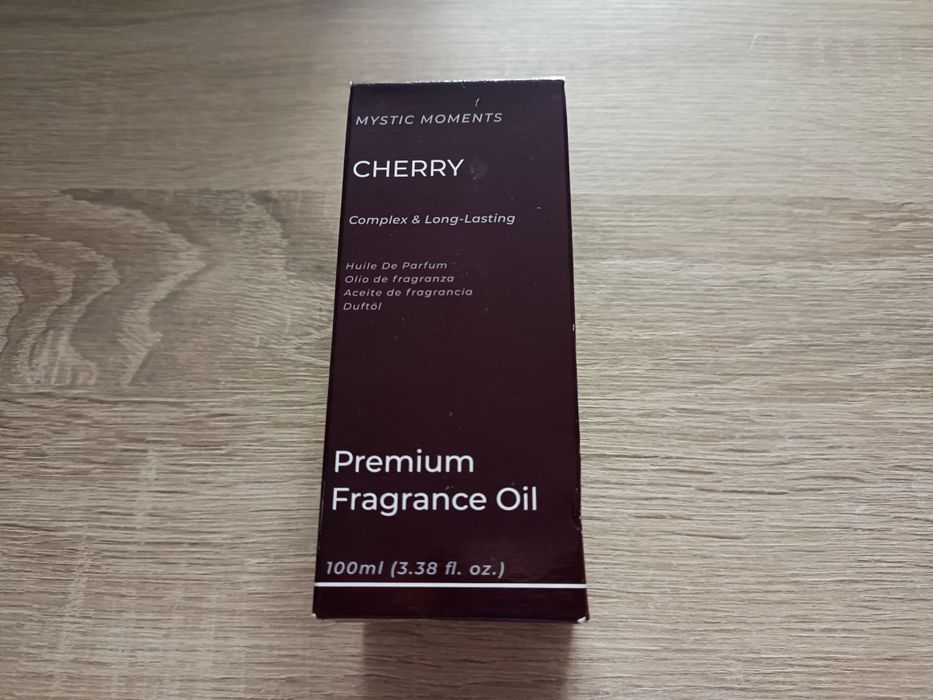 MYSTIC MOMENTS
CHERRY
Complex & Long-Lasting
Huile De Parfum
Olio de fragranza
Aceite de fragrancia
Duftöl
Premium
Fragrance Oil
100ml (3.38 fl. oz.)